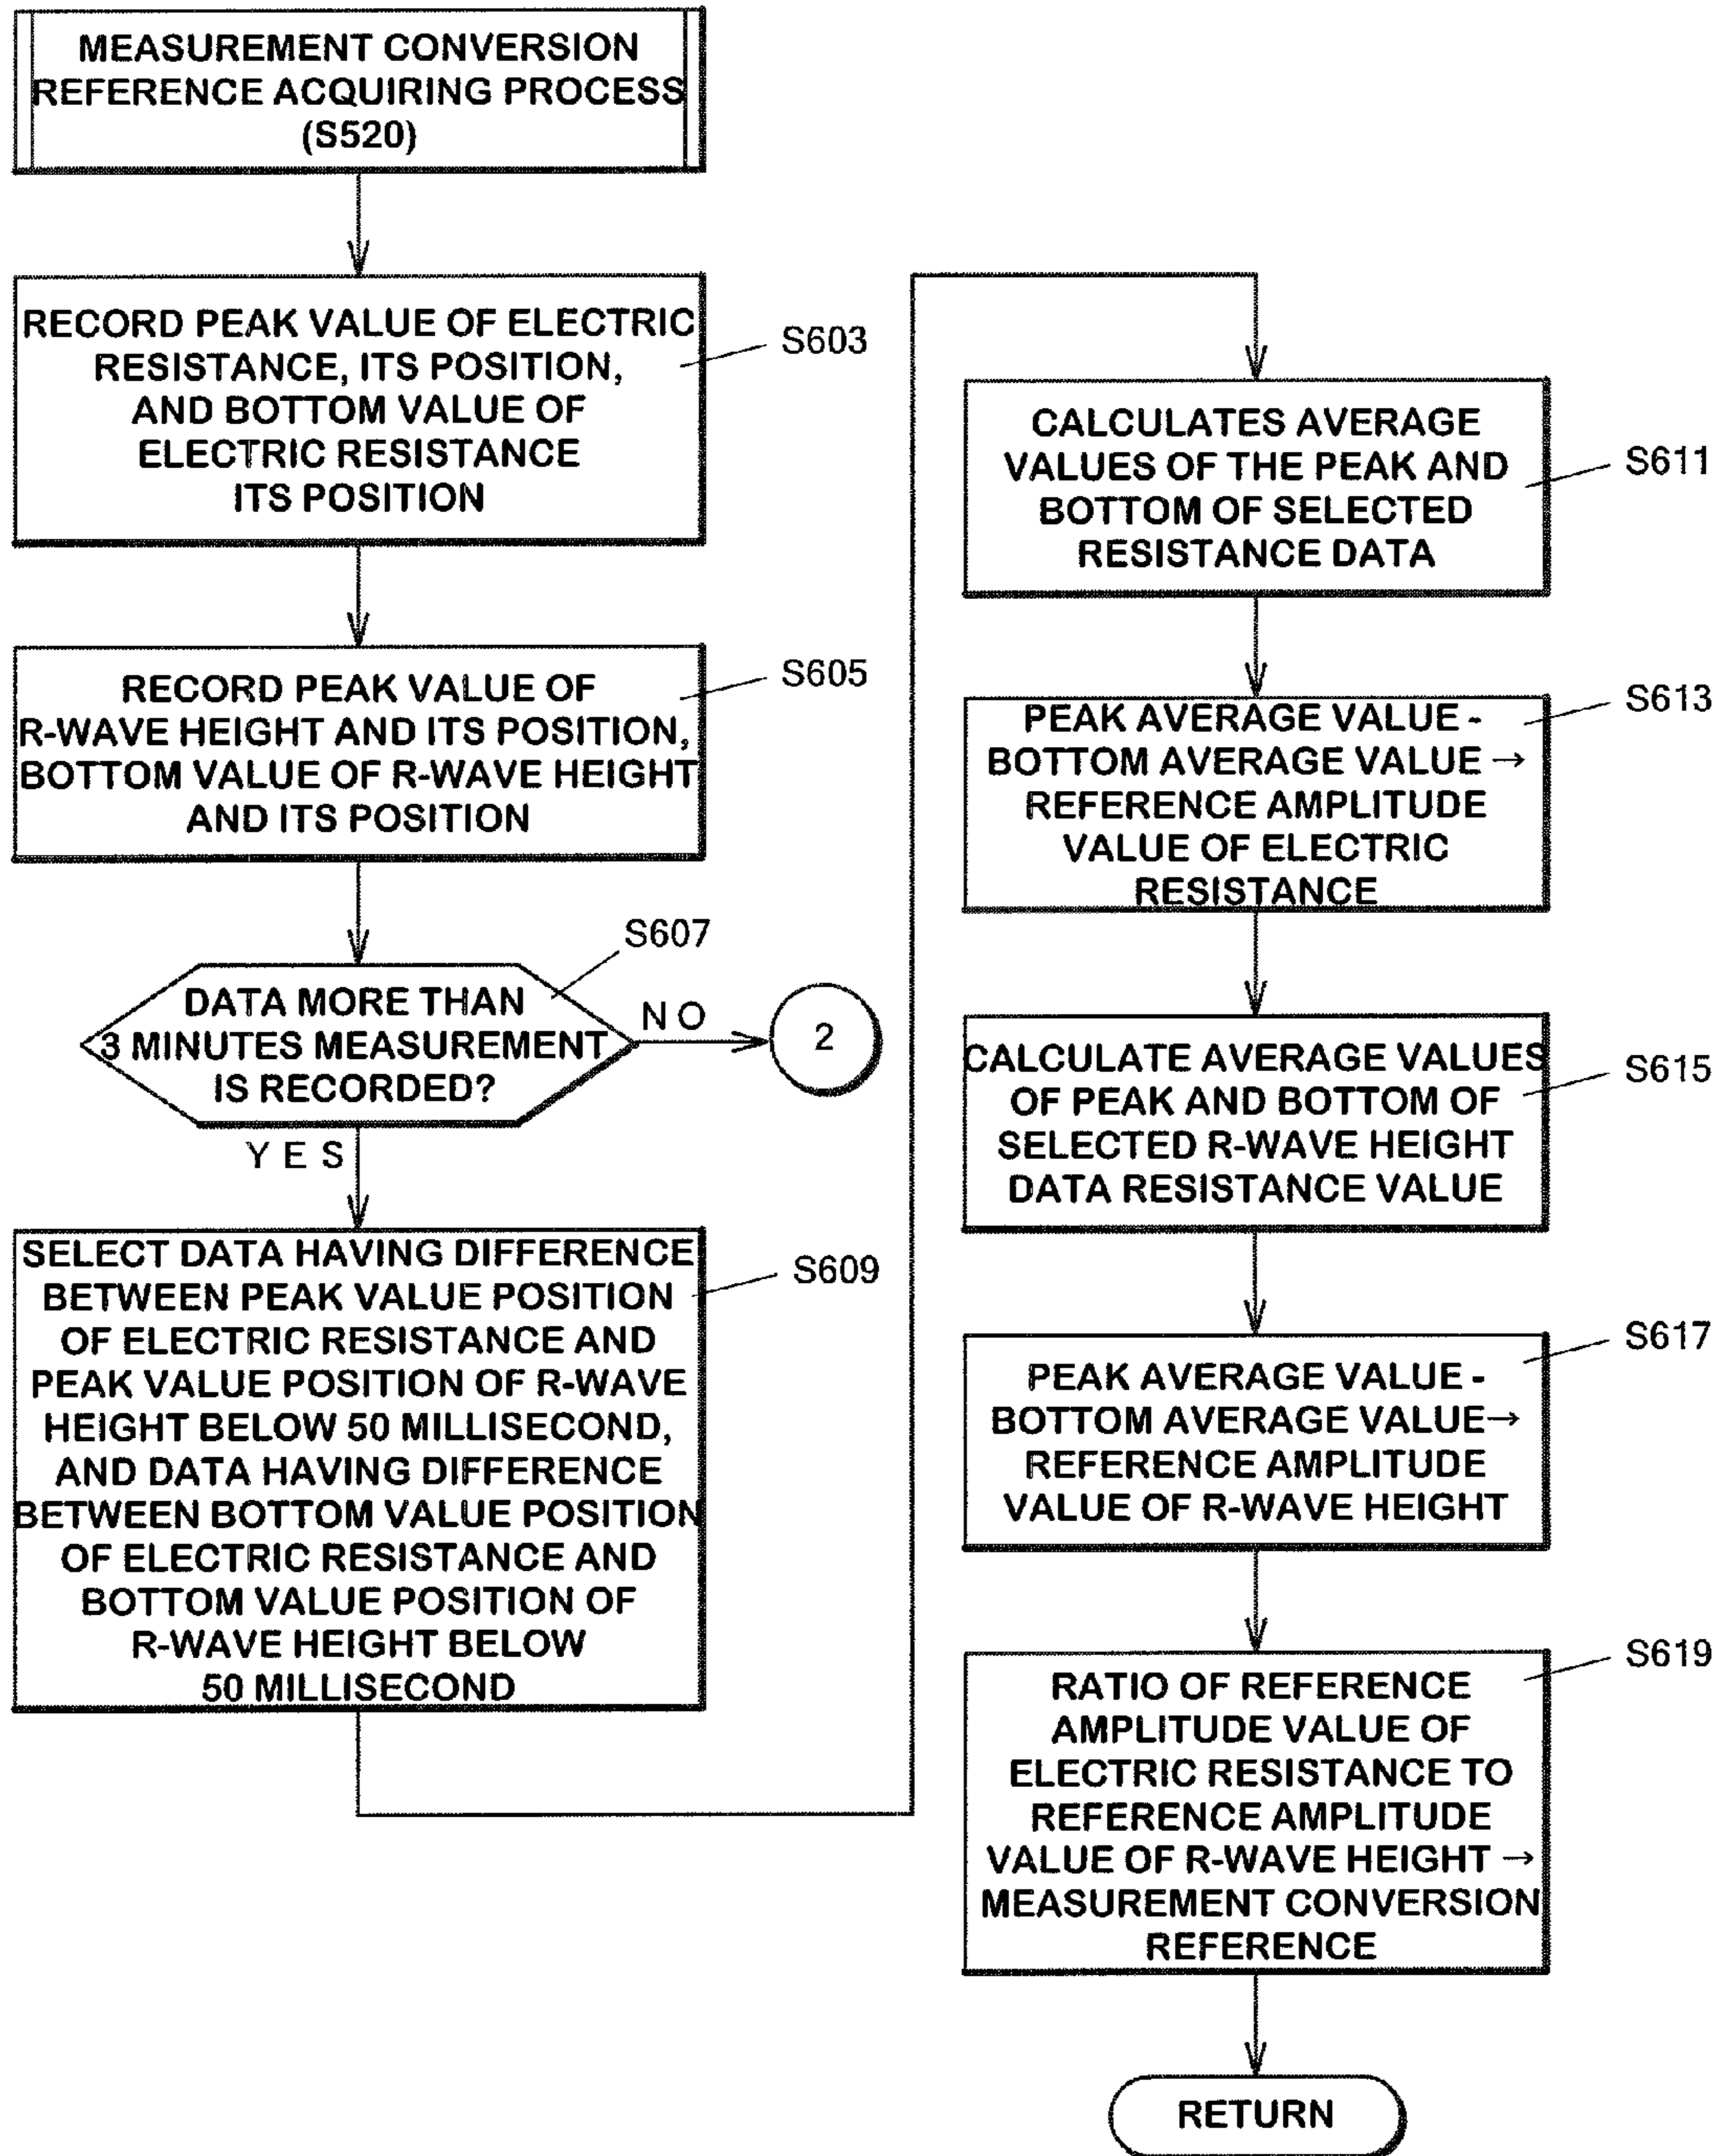 MEASUREMENT CONVERSION
REFERENCE ACQUIRING PROCESS
(S520)
RECORD PEAK VALUE OF ELECTRIC
RESISTANCE, ITS POSITION,
AND BOTTOM VALUE OF
ELECTRIC RESISTANCE
ITS POSITION
S603
RECORD PEAK VALUE OF
R-WAVE HEIGHT AND ITS POSITION,
BOTTOM VALUE OF R-WAVE HEIGHT
AND ITS POSITION
S605
DATA MORE THAN
3 MINUTES MEASUREMENT
IS RECORDED?
S607
NO
2
YES
SELECT DATA HAVING DIFFERENCE
BETWEEN PEAK VALUE POSITION
OF ELECTRIC RESISTANCE AND
PEAK VALUE POSITION OF R-WAVE
HEIGHT BELOW 50 MILLISECOND,
AND DATA HAVING DIFFERENCE
BETWEEN BOTTOM VALUE POSITION
OF ELECTRIC RESISTANCE AND
BOTTOM VALUE POSITION OF
R-WAVE HEIGHT BELOW
50 MILLISECOND
S609
CALCULATES AVERAGE
VALUES OF THE PEAK AND
BOTTOM OF SELECTED
RESISTANCE DATA
S611
PEAK AVERAGE VALUE -
BOTTOM AVERAGE VALUE →
REFERENCE AMPLITUDE
VALUE OF ELECTRIC
RESISTANCE
S613
CALCULATE AVERAGE VALUES
OF PEAK AND BOTTOM OF
SELECTED R-WAVE HEIGHT
DATA RESISTANCE VALUE
S615
PEAK AVERAGE VALUE -
BOTTOM AVERAGE VALUE→
REFERENCE AMPLITUDE
VALUE OF R-WAVE HEIGHT
S617
RATIO OF REFERENCE
AMPLITUDE VALUE OF
ELECTRIC RESISTANCE TO
REFERENCE AMPLITUDE
VALUE OF R-WAVE HEIGHT →
MEASUREMENT CONVERSION
REFERENCE
S619
RETURN